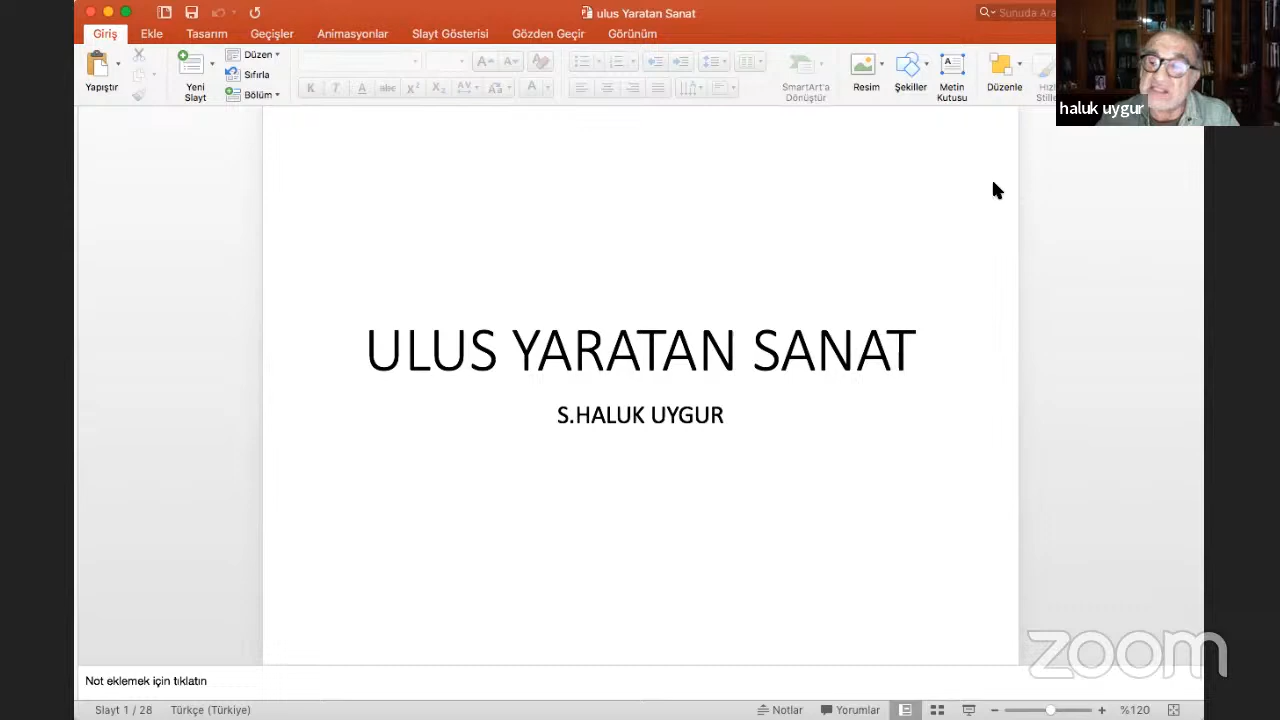 ulus Yaratan Sanat
Sunuda Ara
Giriş Ekle Tasarım Geçişler Animasyonlar Slayt Gösterisi Gözden Geçir Görünüm
Yapıştır
Yeni
Slayt
Düzen
Sıfırla
Bölüm
SmartArt'a
Dönüştür
Resim
Şekiller
Metin
Kutusu
Düzenle
haluk uygur
ULUS YARATAN SANAT
S.HALUK UYGUR
zoom
Not eklemek için tıklatın
Slayt 1 / 28 Türkçe (Türkiye) Notlar Yorumlar %120